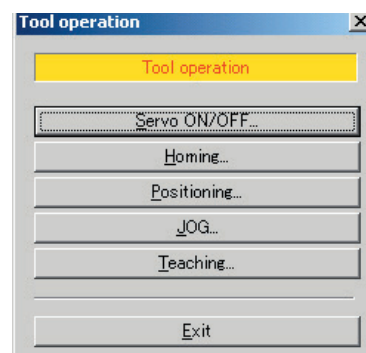 Tool operation
Tool operation
Servo ON/OFF...
Homing...
Positioning...
JOG...
Teaching...
Exit